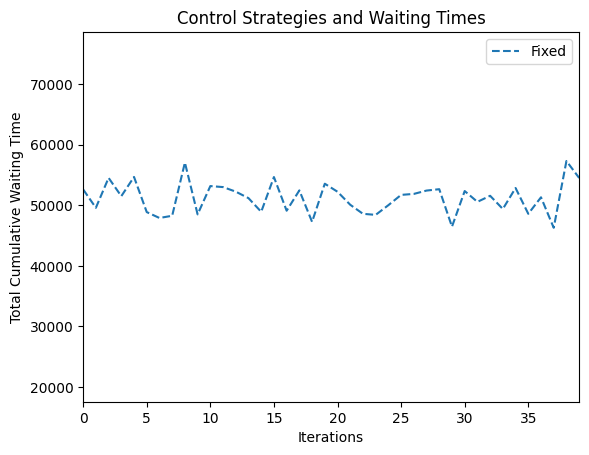 Control Strategies and Waiting Times
Fixed
Total Cumulative Waiting Time
70000
60000
50000
40000
30000
20000
0 5 10 15 20 25 30 35
Iterations